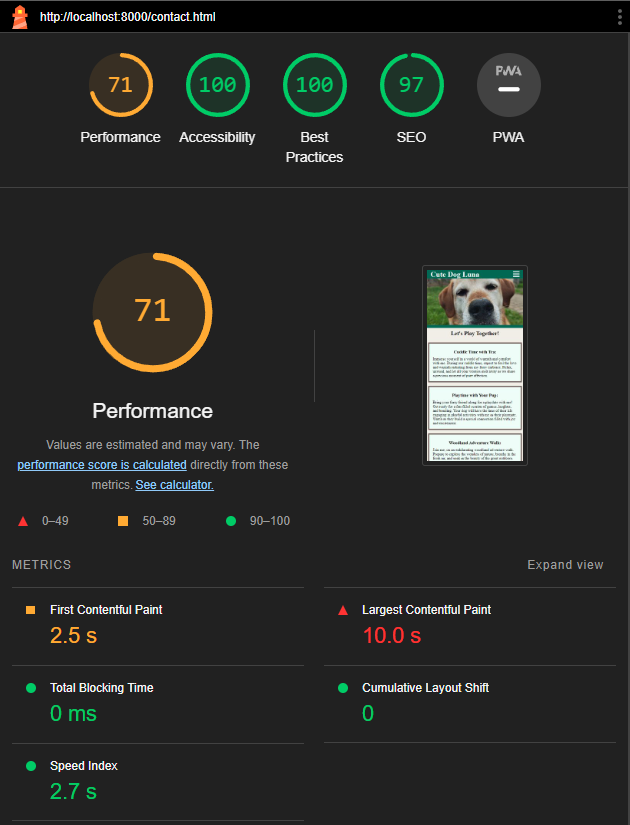 http://localhost:8000/contact.html
71
100
100
97
PWA
Performance
Accessibility
Best
Practices
SEO
PWA
71
Performance
Values are estimated and may vary. The
performance score is calculated directly from these
metrics. See calculator.
0–49
50–89
90–100
Cute Dog Luna
Let's Play Together!
Cuddle Time with Tea:
Playtime with Your Pup:
Woodland Adventure Walk:
METRICS
Expand view
First Contentful Paint
2.5 s
Largest Contentful Paint
10.0 s
Total Blocking Time
0 ms
Cumulative Layout Shift
0
Speed Index
2.7 s